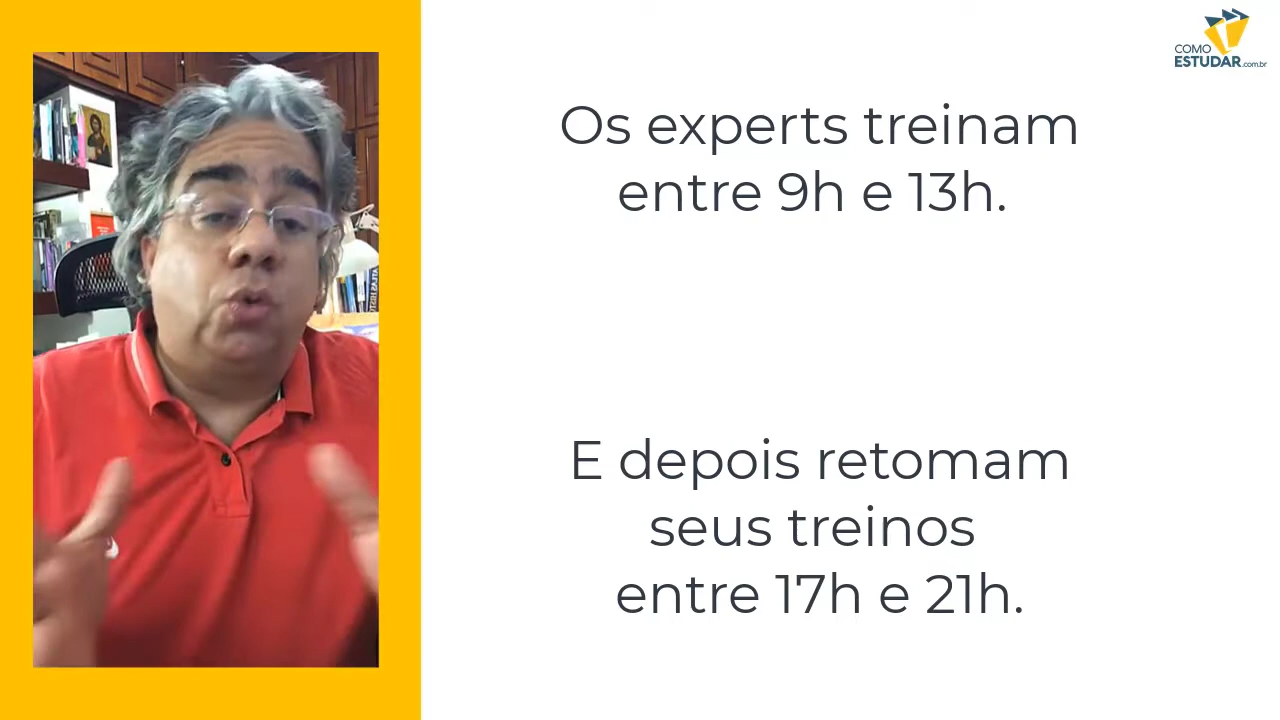 COMO
ESTUDAR.com.br
Os experts treinam
entre 9h e 13h.
E depois retomam
seus treinos
entre 17h e 21h.